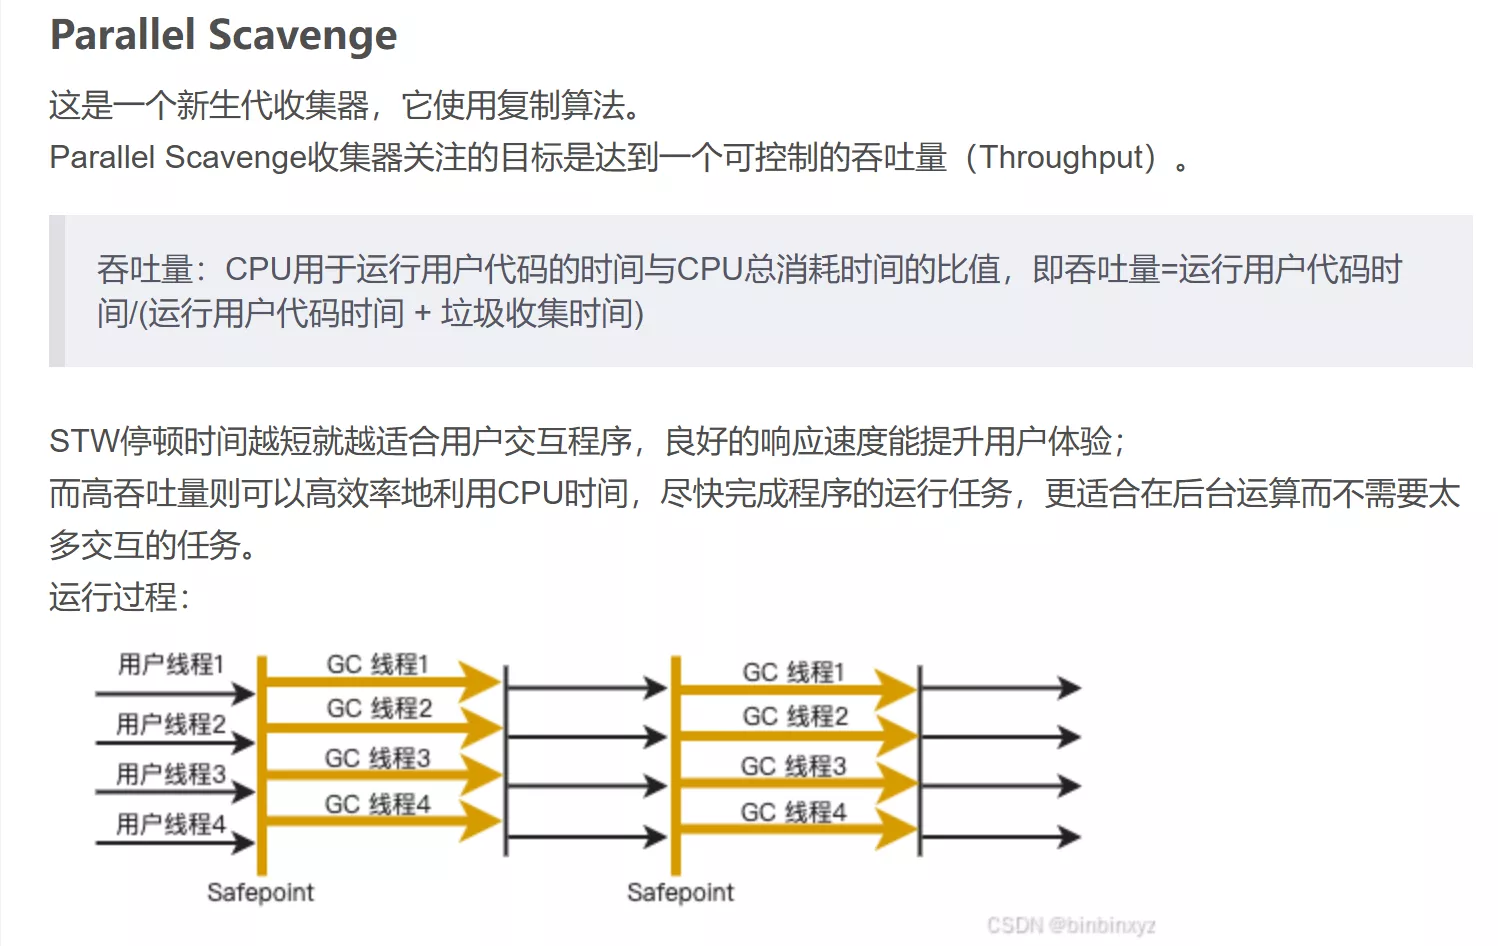 Parallel Scavenge
这是一个新生代收集器，它使用复制算法。
Parallel Scavenge收集器关注的目标是达到一个可控制的吞吐量（Throughput）。
吞吐量：CPU用于运行用户代码的时间与CPU总消耗时间的比值，即吞吐量=运行用户代码时
间/(运行用户代码时间 + 垃圾收集时间)
STW停顿时间越短就越适合用户交互程序，良好的响应速度能提升用户体验；
而高吞吐量则可以高效率地利用CPU时间，尽快完成程序的运行任务，更适合在后台运算而不需要太
多交互的任务。
运行过程：
用户线程1 GC 线程1 GC 线程1
用户线程2 GC 线程2 GC 线程2
用户线程3 GC 线程3 GC 线程3
用户线程4 GC 线程4 GC 线程4
Safepoint Safepoint
CSDN @binbinxyz